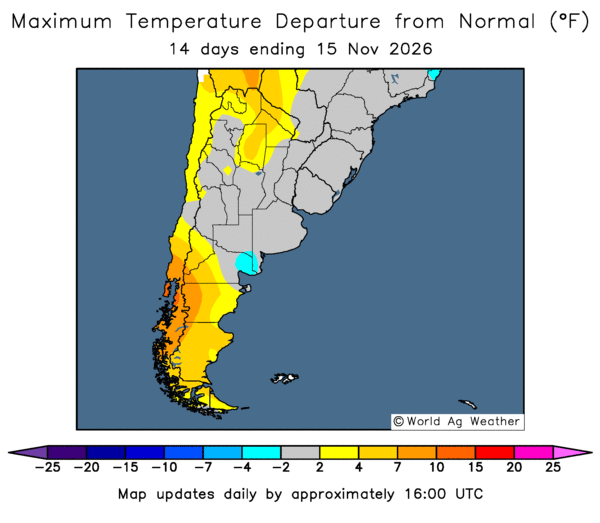 Maximum Temperature Departure from Normal (°F)
14 days ending 15 Nov 2026
© World Ag Weather
-25 -20 -15 -10 -7 -4 -2 2 4 7 10 15 20 25
Map updates daily by approximately 16:00 UTC